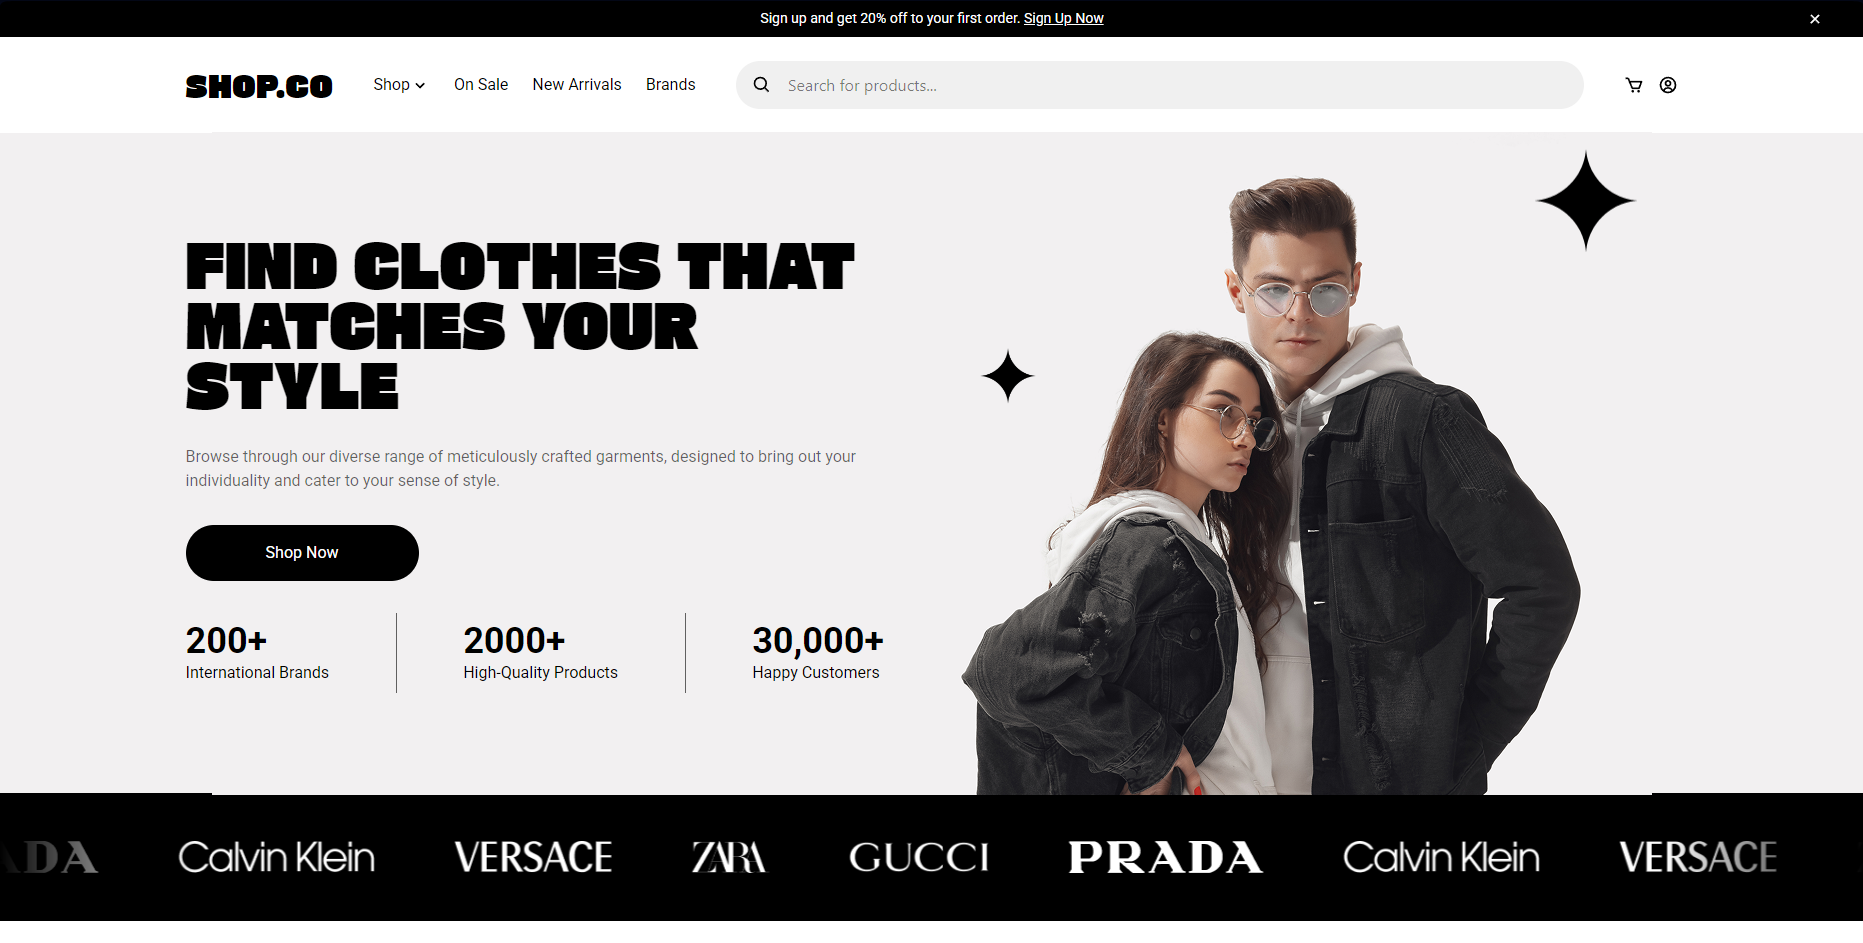 Sign up and get 20% off to your first order. Sign Up Now
SHOP.CO
Shop
On Sale
New Arrivals
Brands
Search for products...
FIND CLOTHES THAT
MATCHES YOUR
STYLE
Browse through our diverse range of meticulously crafted garments, designed to bring out your
individuality and cater to your sense of style.
Shop Now
200+
International Brands
2000+
High-Quality Products
30,000+
Happy Customers
ADA
Calvin Klein
VERSACE
ZARA
GUCCI
PRADA
Calvin Klein
VERSACE